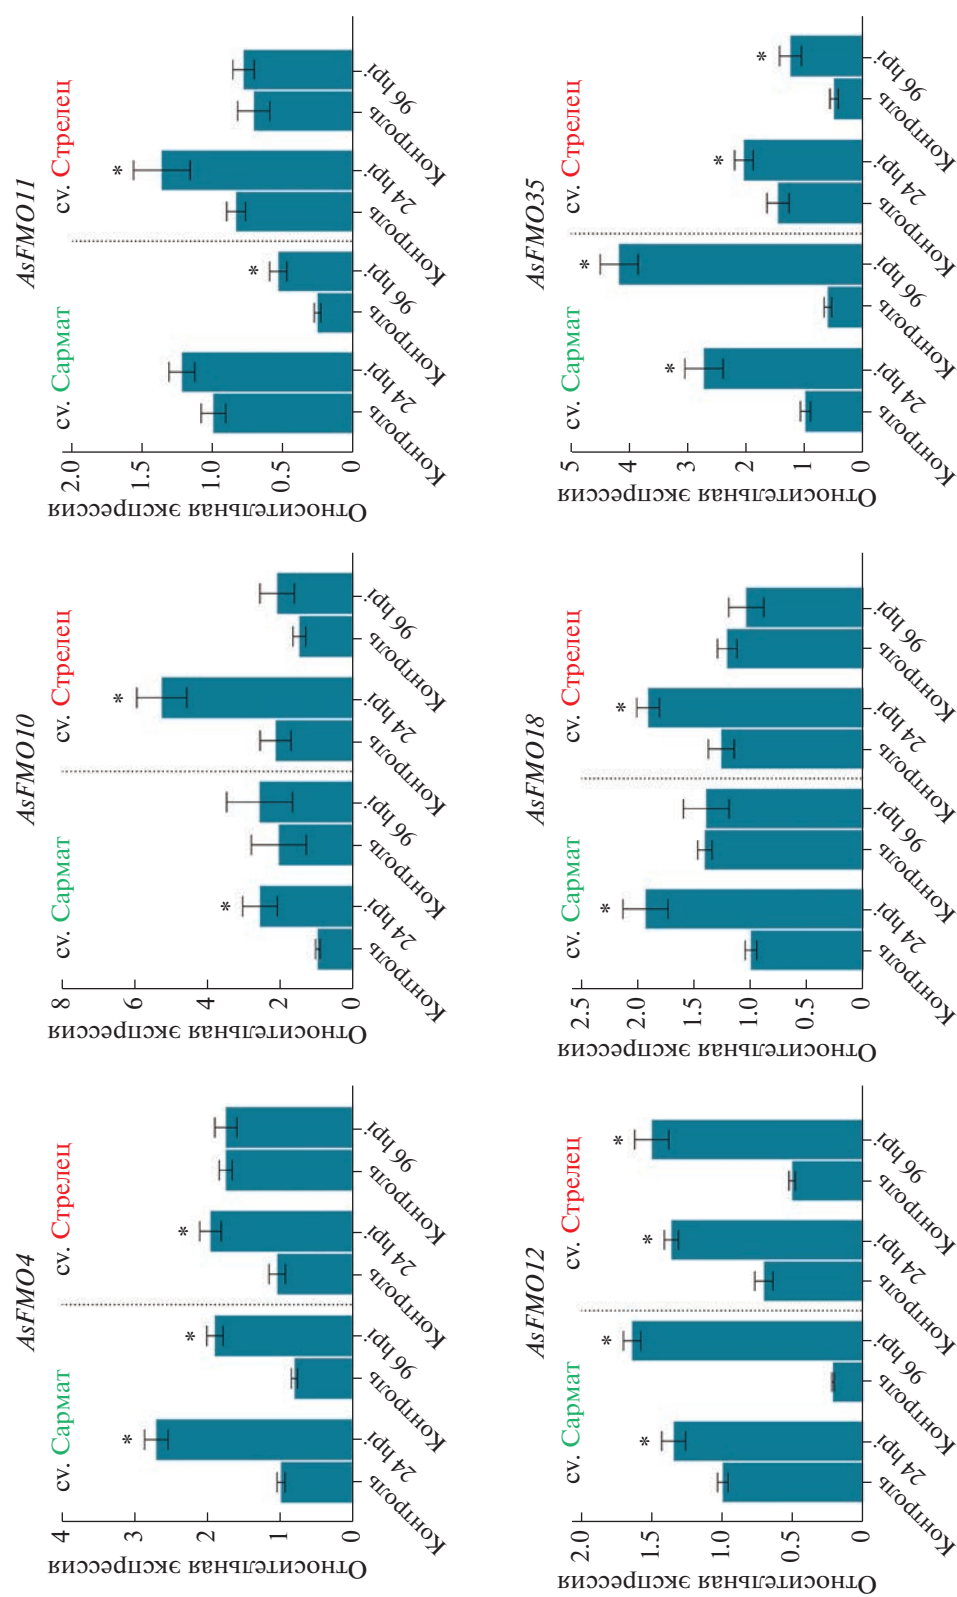 AsFMO4
cv. Сармат cv. Стрелец
Относительная экспрессия
4
3
2
1
0
*
*
*
Контроль 24 hpi Контроль 96 hpi Контроль 24 hpi Контроль 96 hpi
AsFMO10
cv. Сармат cv. Стрелец
Относительная экспрессия
8
6
4
2
0
*
*
Контроль 24 hpi Контроль 96 hpi Контроль 24 hpi Контроль 96 hpi
AsFMO11
cv. Сармат cv. Стрелец
Относительная экспрессия
2.0
1.5
1.0
0.5
0
*
*
Контроль 24 hpi Контроль 96 hpi Контроль 24 hpi Контроль 96 hpi
AsFMO12
cv. Сармат cv. Стрелец
Относительная экспрессия
2.0
1.5
1.0
0.5
0
*
*
*
*
Контроль 24 hpi Контроль 96 hpi Контроль 24 hpi Контроль 96 hpi
AsFMO18
cv. Сармат cv. Стрелец
Относительная экспрессия
2.5
2.0
1.5
1.0
0.5
0
*
*
Контроль 24 hpi Контроль 96 hpi Контроль 24 hpi Контроль 96 hpi
AsFMO35
cv. Сармат cv. Стрелец
Относительная экспрессия
5
4
3
2
1
0
*
*
*
*
Контроль 24 hpi Контроль 96 hpi Контроль 24 hpi Контроль 96 hpi